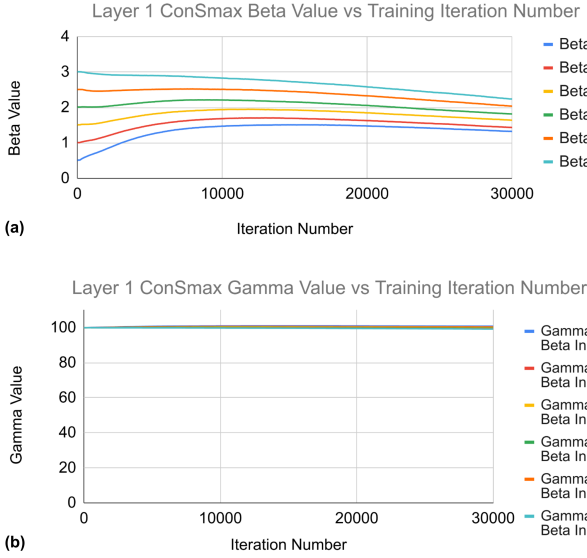 Layer 1 ConSmax Beta Value vs Training Iteration Number
4
3
2
1
0
Beta Value
0 10000 20000 30000
Iteration Number
Beta
Beta
Beta
Beta
Beta
Beta
(a)
Layer 1 ConSmax Gamma Value vs Training Iteration Number
100
80
60
40
20
0
Gamma Value
0 10000 20000 30000
Iteration Number
Gamma
Beta In
Gamma
Beta In
Gamma
Beta In
Gamma
Beta In
Gamma
Beta In
Gamma
Beta In
(b)